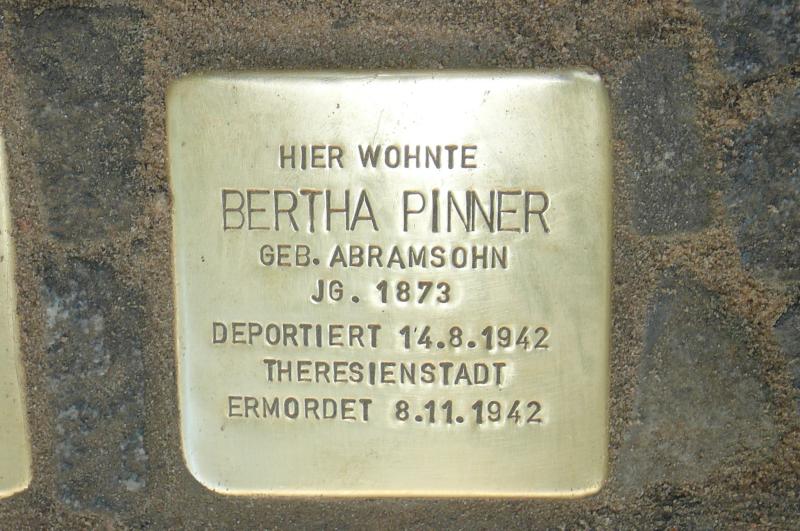 HIER WOHNTE
BERTHA PINNER
GEB. ABRAMSOHN
JG. 1873
DEPORTIERT 14.8.1942
THERESIENSTADT
ERMORDET 8.11.1942